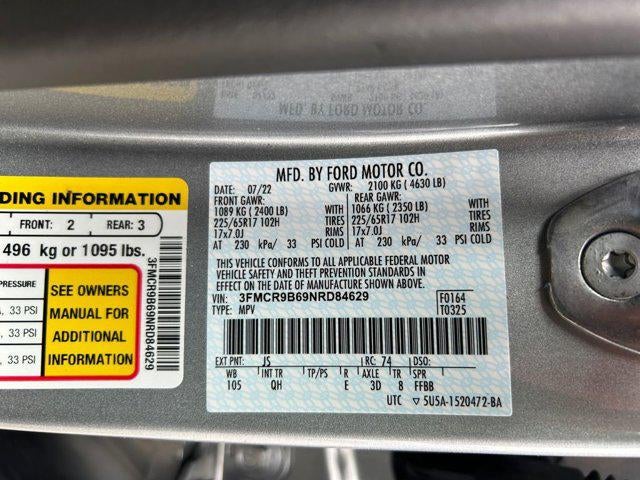 MFD. BY FORD MOTOR CO.
DING INFORMATION
FRONT: 2 REAR: 3
496 kg or 1095 lbs.
PRESSURE
, 33 PSI
, 33 PSI
, 33 PSI
SEE OWNERS
MANUAL FOR
ADDITIONAL
INFORMATION
3FMCR9B69NRD84629
MFD. BY FORD MOTOR CO.
DATE: 07/22 GVWR: 2100 KG ( 4630 LB)
FRONT GAWR: REAR GAWR:
1089 KG ( 2400 LB) WITH 1066 KG ( 2350 LB) WITH
225/65R17 102H TIRES 225/65R17 102H TIRES
17x7.0J RIMS 17x7.0J RIMS
AT 230 kPa/ 33 PSI COLD AT 230 kPa/ 33 PSI COLD
THIS VEHICLE CONFORMS TO ALL APPLICABLE FEDERAL MOTOR
VEHICLE SAFETY AND THEFT PREVENTION STANDARDS IN
EFFECT ON THE DATE OF MANUFACTURE SHOWN ABOVE.
VIN: 3FMCR9B69NRD84629 F0164
TYPE: MPV T0325
EXT PNT: JS RC: 74 DSO:
WB INT TR TP/PS R AXLE TR SPR
105 QH E 3D 8 FFBB
UTC ▽ 5U5A-1520472-BA